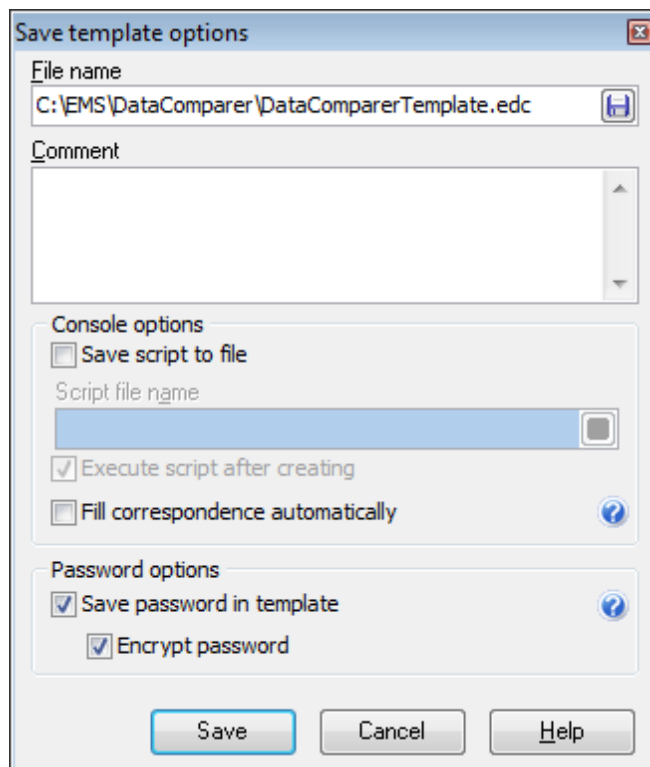 Save template options
File name
C:\EMS\DataComparer\DataComparerTemplate.edc
Comment
Console options
Save script to file
Script file name
Execute script after creating
Fill correspondence automatically
Password options
Save password in template
Encrypt password
Save Cancel Help